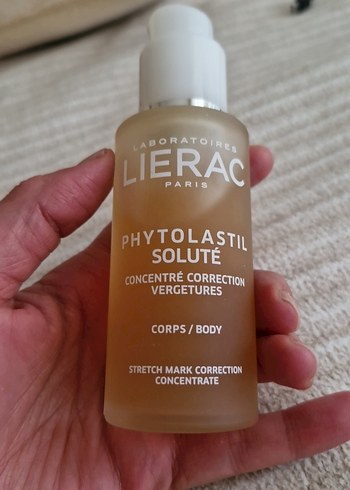 LABORATOIRES
LIERAC
PARIS
PHYTOLASTIL
SOLUTÉ
CONCENTRÉ CORRECTION
VERGETURES
CORPS / BODY
STRETCH MARK CORRECTION
CONCENTRATE